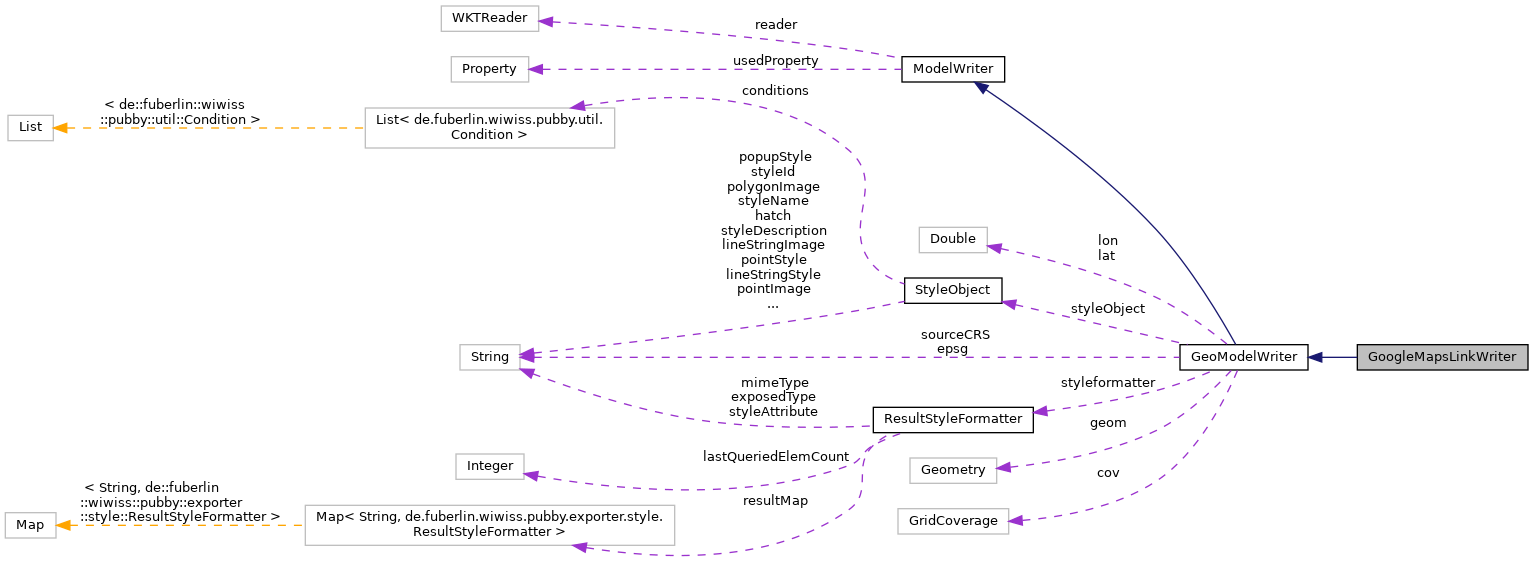 WKTReader
reader
Property
usedProperty
ModelWriter
conditions
< de::fuberlin::wiwiss
::pubby::util::Condition >
List
List< de.fuberlin.wiwiss.pubby.util.
Condition >
popupStyle
styleId
polygonImage
styleName
hatch
styleDescription
lineStringImage
pointStyle
lineStringStyle
pointImage
...
Double
lon
lat
StyleObject
styleObject
String
sourceCRS
epsg
GeoModelWriter
GoogleMapsLinkWriter
mimeType
exposedType
styleAttribute
styleformatter
ResultStyleFormatter
geom
Integer
lastQueriedElemCount
Geometry
cov
< String, de::fuberlin
::wiwiss::pubby::exporter
::style::ResultStyleFormatter >
Map
Map< String, de.fuberlin.wiwiss.pubby.exporter.style.
ResultStyleFormatter >
resultMap
GridCoverage